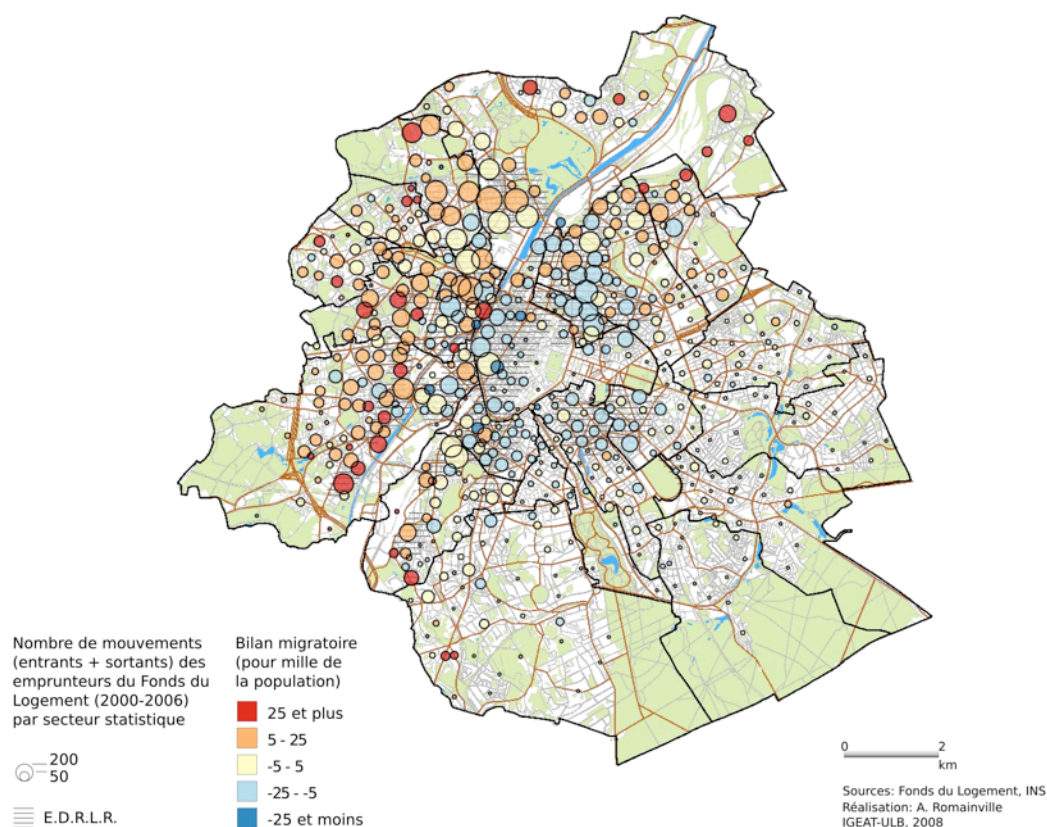 Nombre de mouvements
(entrants + sortants) des
emprunteurs du Fonds du
Logement (2000-2006)
par secteur statistique
200
50
E.D.R.L.R.
Bilan migratoire
(pour mille de
la population)
25 et plus
5 - 25
-5 - 5
-25 - -5
-25 et moins
0 2
km
Sources: Fonds du Logement, INS
Réalisation: A. Romainville
IGEAT-ULB, 2008